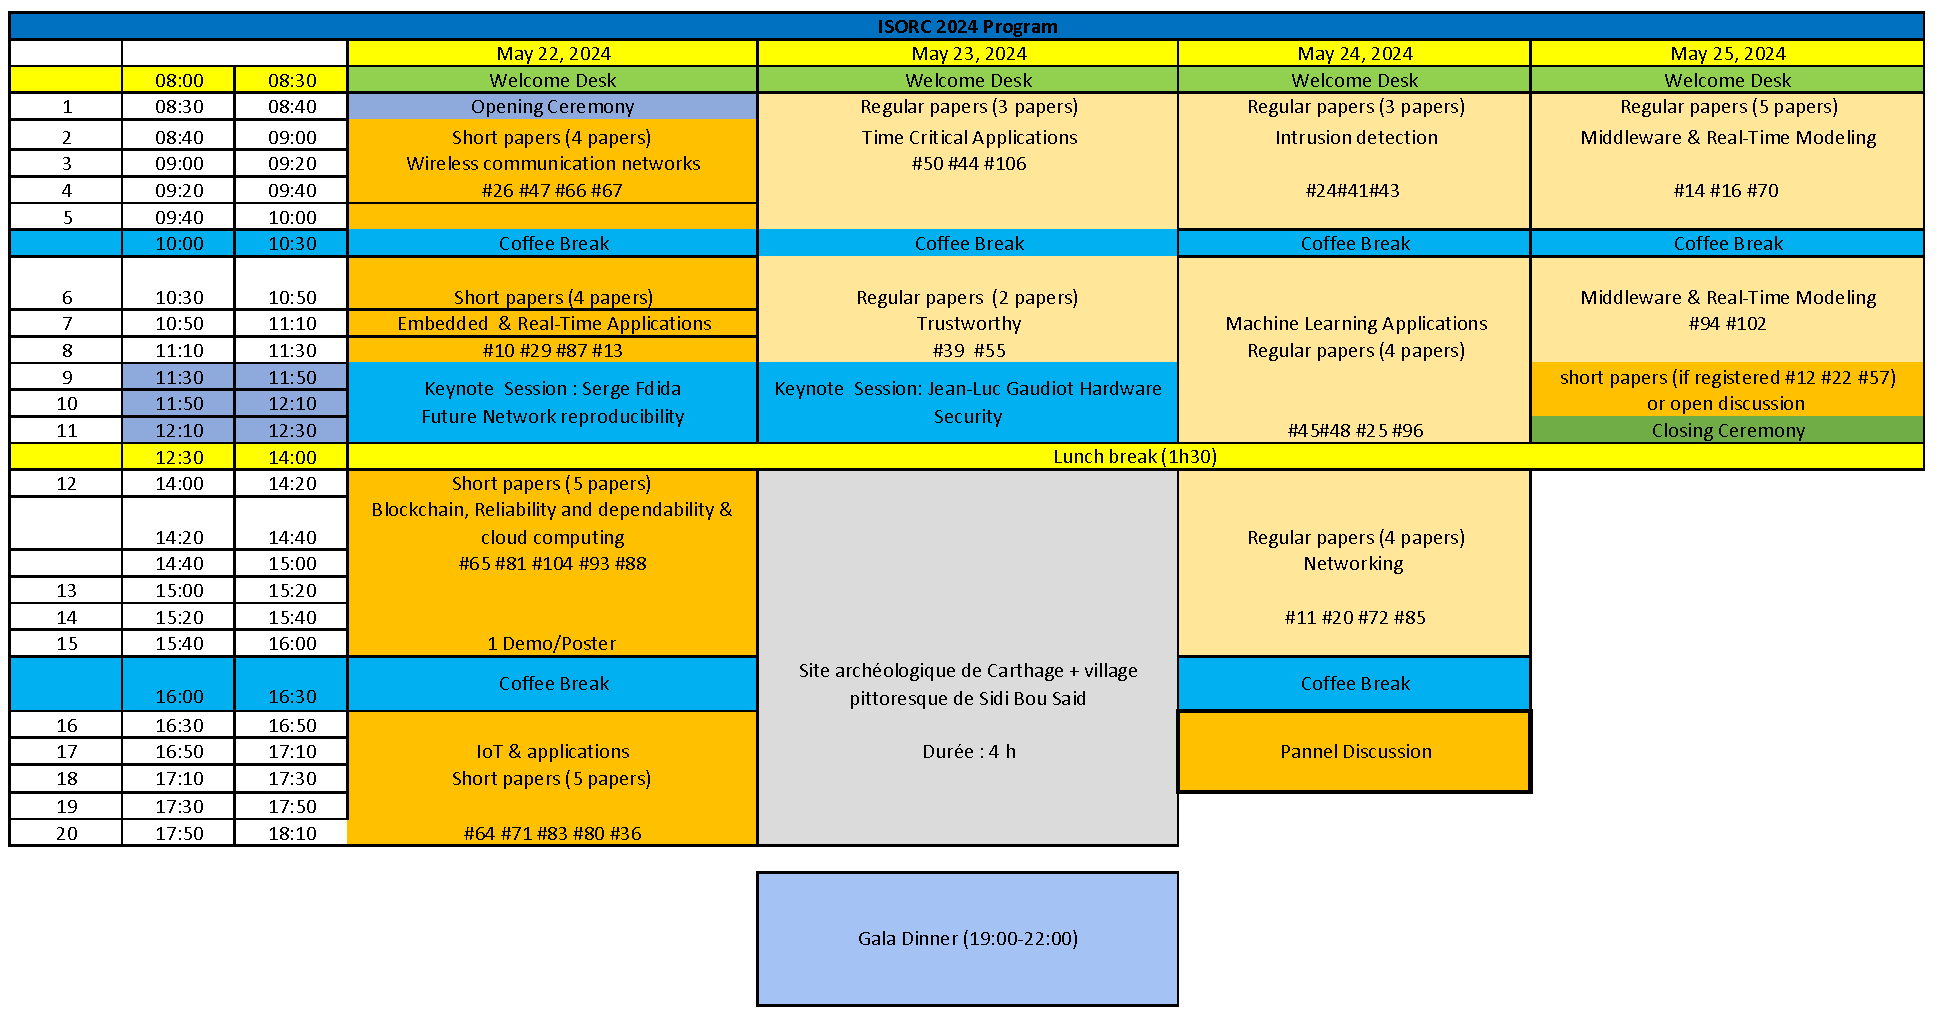 ISORC 2024 Program
May 22, 2024 May 23, 2024 May 24, 2024 May 25, 2024
08:00 08:30 Welcome Desk Welcome Desk Welcome Desk Welcome Desk
1 08:30 08:40 Opening Ceremony Regular papers (3 papers) Regular papers (3 papers) Regular papers (5 papers)
2 08:40 09:00 Short papers (4 papers) Time Critical Applications Intrusion detection Middleware & Real-Time Modeling
3 09:00 09:20 Wireless communication networks #50 #44 #106
4 09:20 09:40 #26 #47 #66 #67 #24#41#43 #14 #16 #70
5 09:40 10:00
10:00 10:30 Coffee Break Coffee Break Coffee Break Coffee Break
6 10:30 10:50 Short papers (4 papers) Regular papers (2 papers) Middleware & Real-Time Modeling
7 10:50 11:10 Embedded & Real-Time Applications Trustworthy Machine Learning Applications #94 #102
8 11:10 11:30 #10 #29 #87 #13 #39 #55 Regular papers (4 papers)
9 11:30 11:50 Keynote Session : Serge Fdida Keynote Session: Jean-Luc Gaudiot Hardware short papers (if registered #12 #22 #57)
10 11:50 12:10 Future Network reproducibility Security or open discussion
11 12:10 12:30 #45#48 #25 #96 Closing Ceremony
12:30 14:00 Lunch break (1h30)
12 14:00 14:20 Short papers (5 papers)
Blockchain, Reliability and dependability &
14:20 14:40 cloud computing Regular papers (4 papers)
14:40 15:00 #65 #81 #104 #93 #88 Networking
13 15:00 15:20
14 15:20 15:40 #11 #20 #72 #85
15 15:40 16:00 1 Demo/Poster
Site archéologique de Carthage + village
16:00 16:30 Coffee Break pittoresque de Sidi Bou Said Coffee Break
16 16:30 16:50
17 16:50 17:10 IoT & applications Durée : 4 h Pannel Discussion
18 17:10 17:30 Short papers (5 papers)
19 17:30 17:50
20 17:50 18:10 #64 #71 #83 #80 #36
Gala Dinner (19:00-22:00)